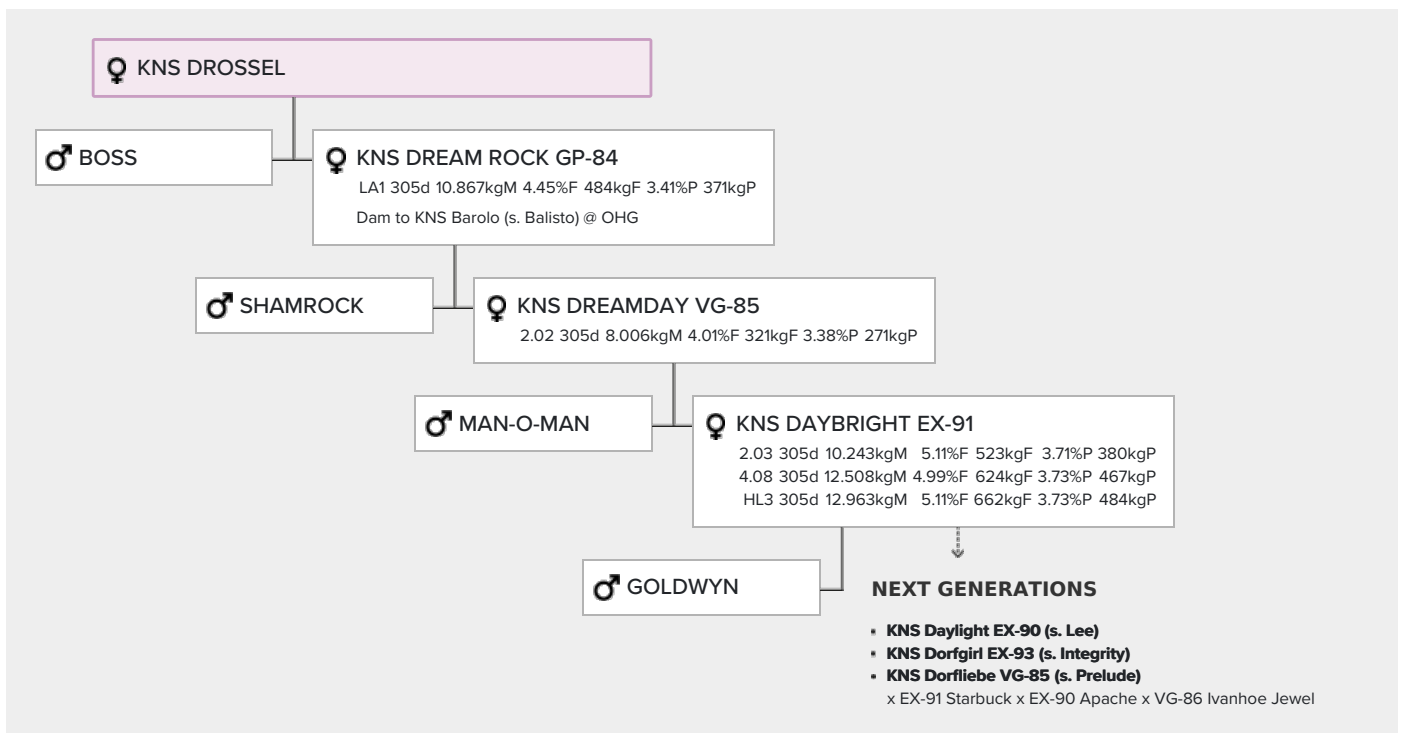 KNS DROSSEL
BOSS
KNS DREAM ROCK GP-84
LA1 305d 10.867kgM 4.45%F 484kgF 3.41%P 371kgP
Dam to KNS Barolo (s. Balisto) @ OHG
SHAMROCK
KNS DREAMDAY VG-85
2.02 305d 8.006kgM 4.01%F 321kgF 3.38%P 271kgP
MAN-O-MAN
KNS DAYBRIGHT EX-91
2.03 305d 10.243kgM 5.11%F 523kgF 3.71%P 380kgP
4.08 305d 12.508kgM 4.99%F 624kgF 3.73%P 467kgP
HL3 305d 12.963kgM 5.11%F 662kgF 3.73%P 484kgP
GOLDWYN
NEXT GENERATIONS
• KNS Daylight EX-90 (s. Lee)
• KNS Dorfgirl EX-93 (s. Integrity)
• KNS Dorfliebe VG-85 (s. Prelude)
x EX-91 Starbuck x EX-90 Apache x VG-86 Ivanhoe Jewel